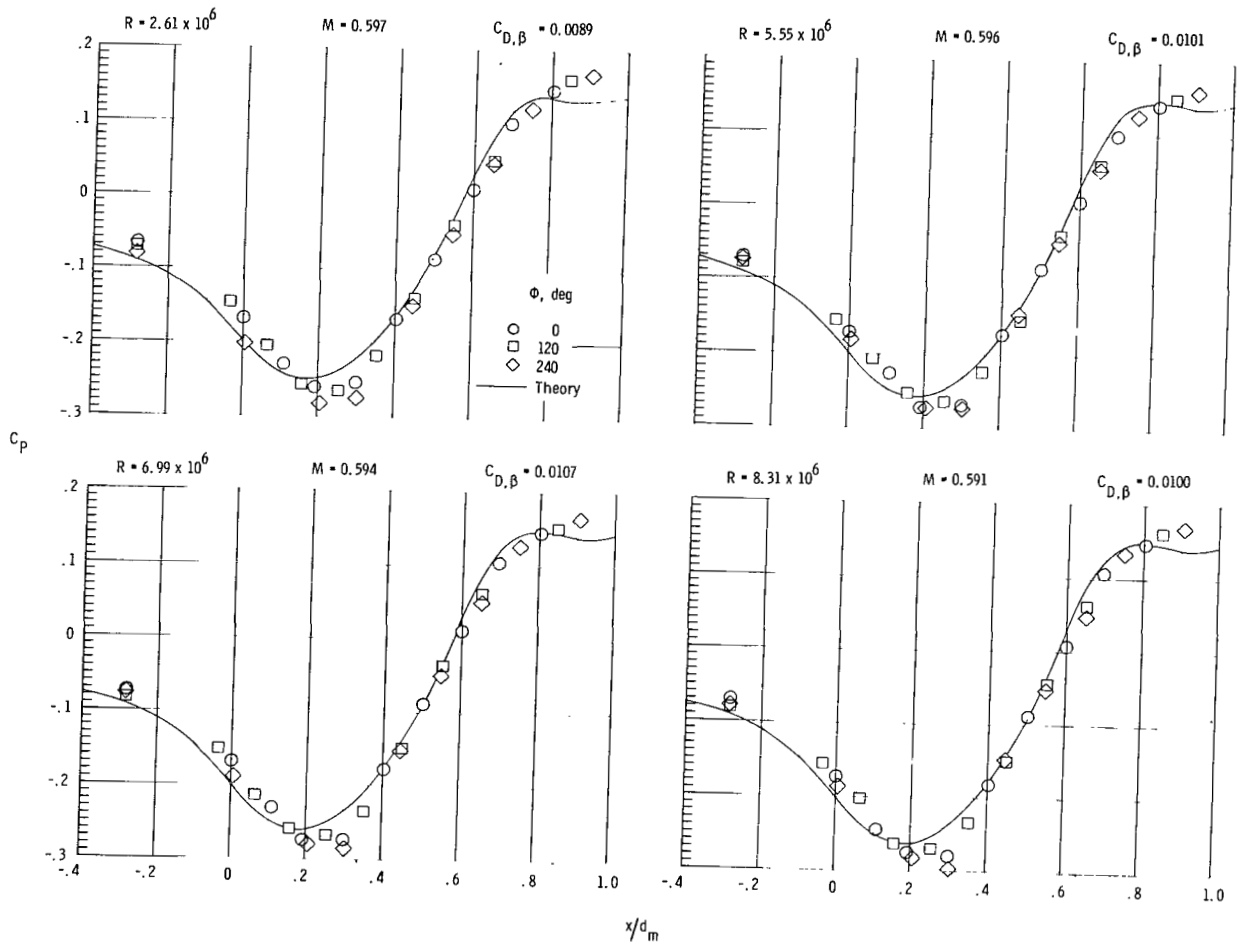 R = 2.61 x 10^6 M = 0.597 C_D,β = 0.0089
R = 5.55 x 10^6 M = 0.596 C_D,β = 0.0101
.2
.1
0
-.1
-.2
-.3
Φ, deg
0
120
240
Theory
C_p
R = 6.99 x 10^6 M = 0.594 C_D,β = 0.0107
R = 8.31 x 10^6 M = 0.591 C_D,β = 0.0100
.2
.1
0
-.1
-.2
-.3
-.4 -.2 0 .2 .4 .6 .8 1.0
-.4 -.2 0 .2 .4 .6 .8 1.0
x/d_m